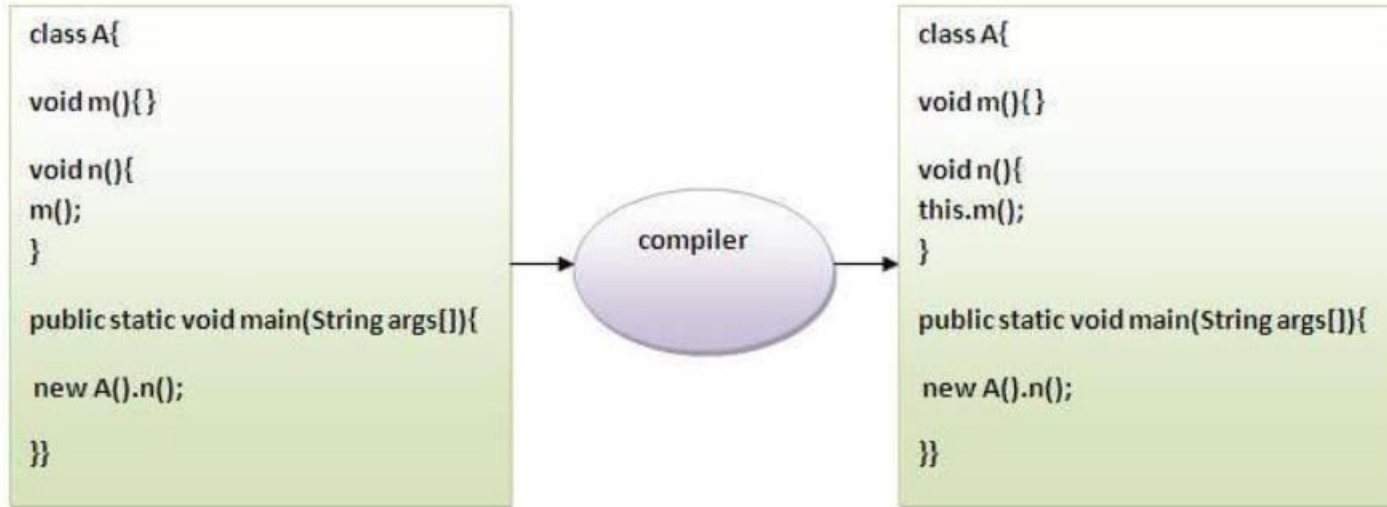 class A{
void m(){}
void n(){
m();
}
public static void main(String args[]){
new A().n();
}}
compiler
class A{
void m(){}
void n(){
this.m();
}
public static void main(String args[]){
new A().n();
}}